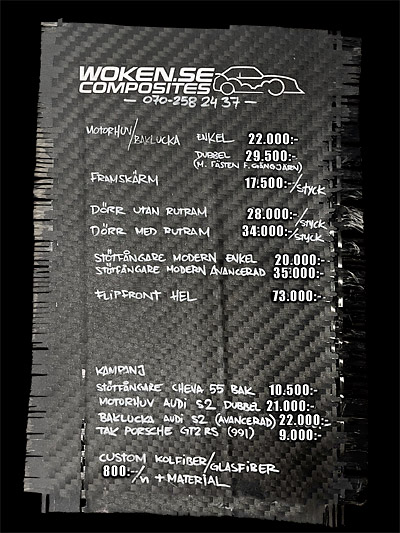 WOKEN.SE
COMPOSITES
— 070-258 24 37 —
MOTORHUV/BAKLUCKA ENKEL 22.000:-
DUBBEL 29.500:-
(M. FÄSTEN F. GÅNGJÄRN)
FRAMSKÄRM 17.500:-/STYCK
DÖRR UTAN RUTRAM 28.000:-/STYCK
DÖRR MED RUTRAM 34.000:-/STYCK
STÖTFÅNGARE MODERN ENKEL 20.000:-
STÖTFÅNGARE MODERN AVANCERAD 35.000:-
FLIPFRONT HEL 73.000:-
KAMPANJ
STÖTFÅNGARE CHEVA 55 BAK 10.500:-
MOTORHUV AUDI S2 DUBBEL 21.000:-
BAKLUCKA AUDI S2 (AVANCERAD) 22.000:-
TAK PORSCHE GT2 RS (991) 9.000:-
CUSTOM KOLFIBER/GLASFIBER
800:-/h + MATERIAL